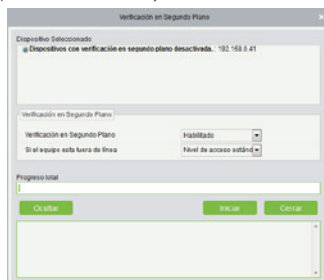 Verificación en Segundo Plano
Dispositivo Seleccionado
Dispositivos con verificación en segundo plano desactivada. : 192.168.0.41
Verificación en Segundo Plano
Verificación en Segundo Plano
Habilitado
Si el equipo esta fuera de línea
Nivel de acceso estánd
Progreso total
Ocultar
Iniciar
Cerrar